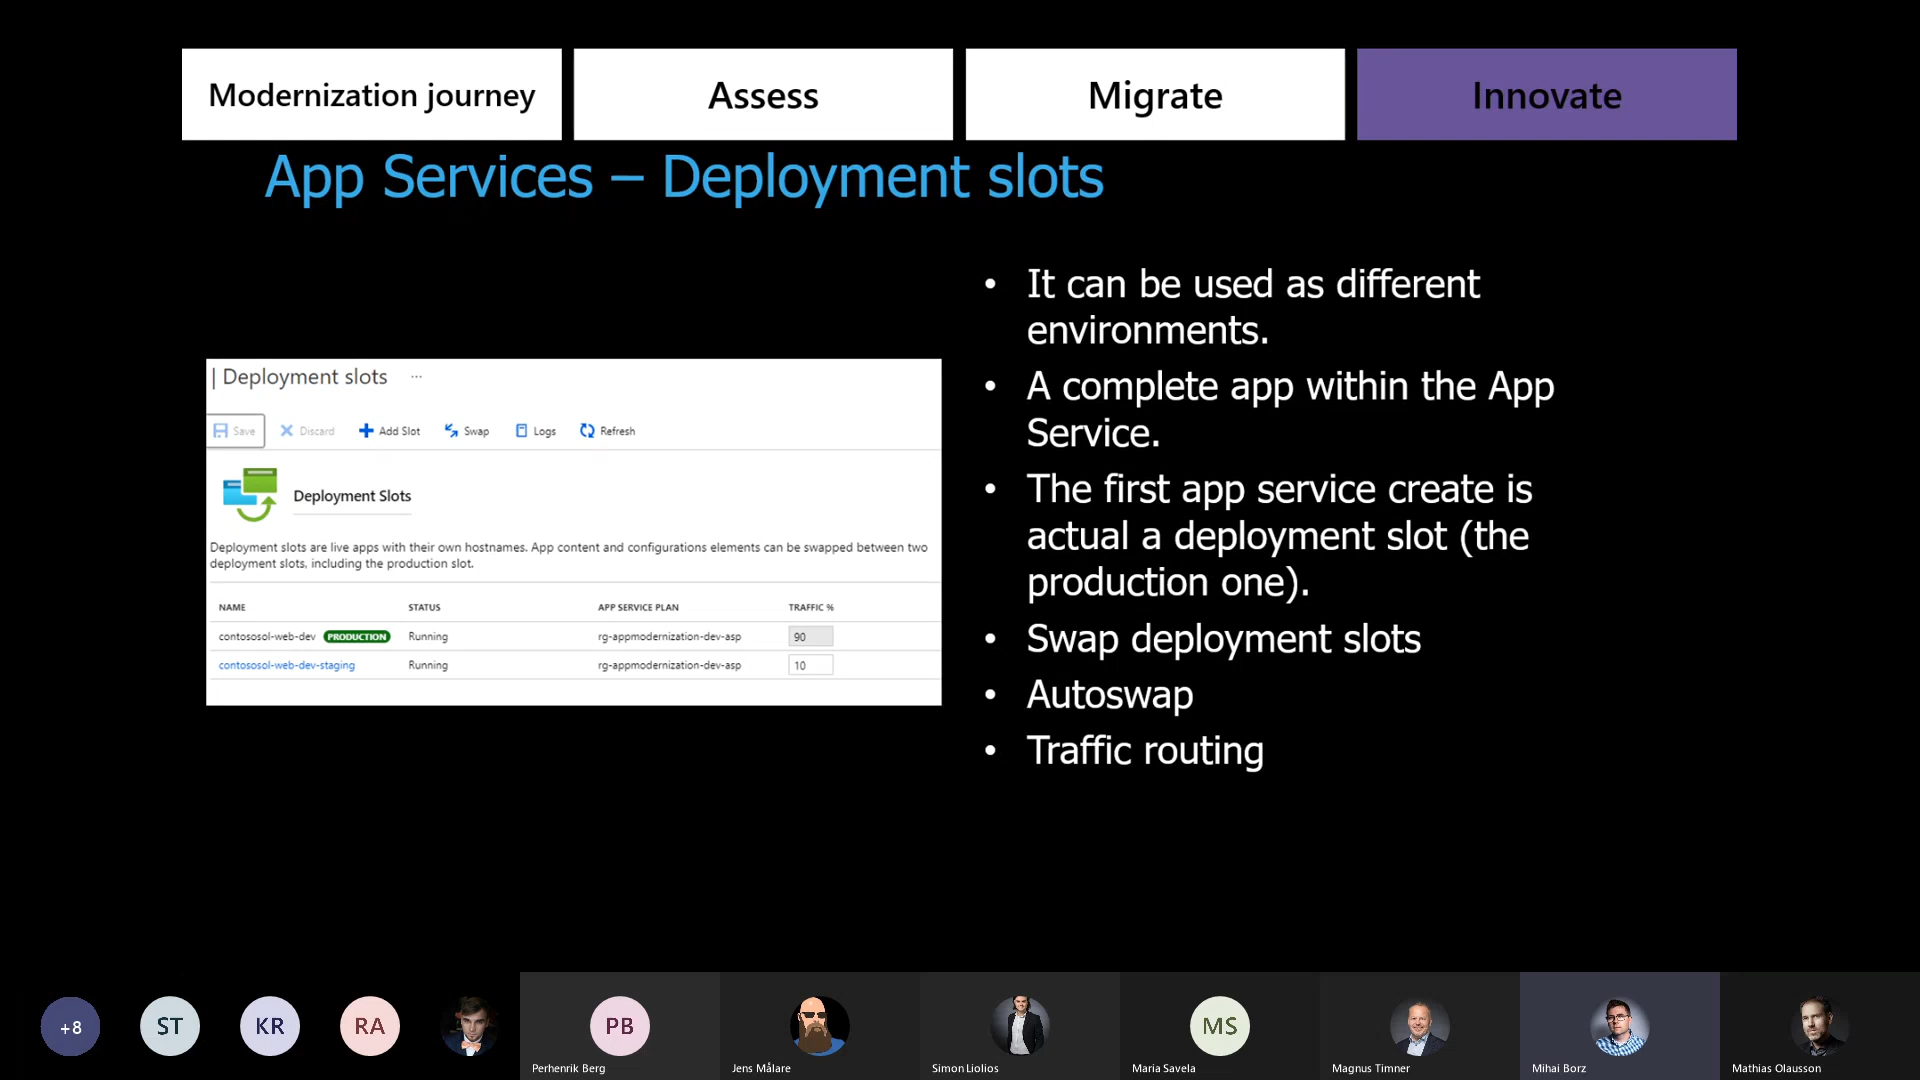 Modernization journey
Assess
Migrate
Innovate
App Services – Deployment slots
| Deployment slots ...
Save
Discard
Add Slot
Swap
Logs
Refresh
Deployment Slots
Deployment slots are live apps with their own hostnames. App content and configurations elements can be swapped between two
deployment slots, including the production slot.
NAME STATUS APP SERVICE PLAN TRAFFIC %
contososol-web-dev PRODUCTION Running rg-appmodernization-dev-asp 90
contososol-web-dev-staging Running rg-appmodernization-dev-asp 10
• It can be used as different
environments.
• A complete app within the App
Service.
• The first app service create is
actual a deployment slot (the
production one).
• Swap deployment slots
• Autoswap
• Traffic routing
+8
ST
KR
RA
PB
Perhenrik Berg
Jens Målare
Simon Liolios
MS
Maria Savela
Magnus Timner
Mihai Borz
Mathias Olausson